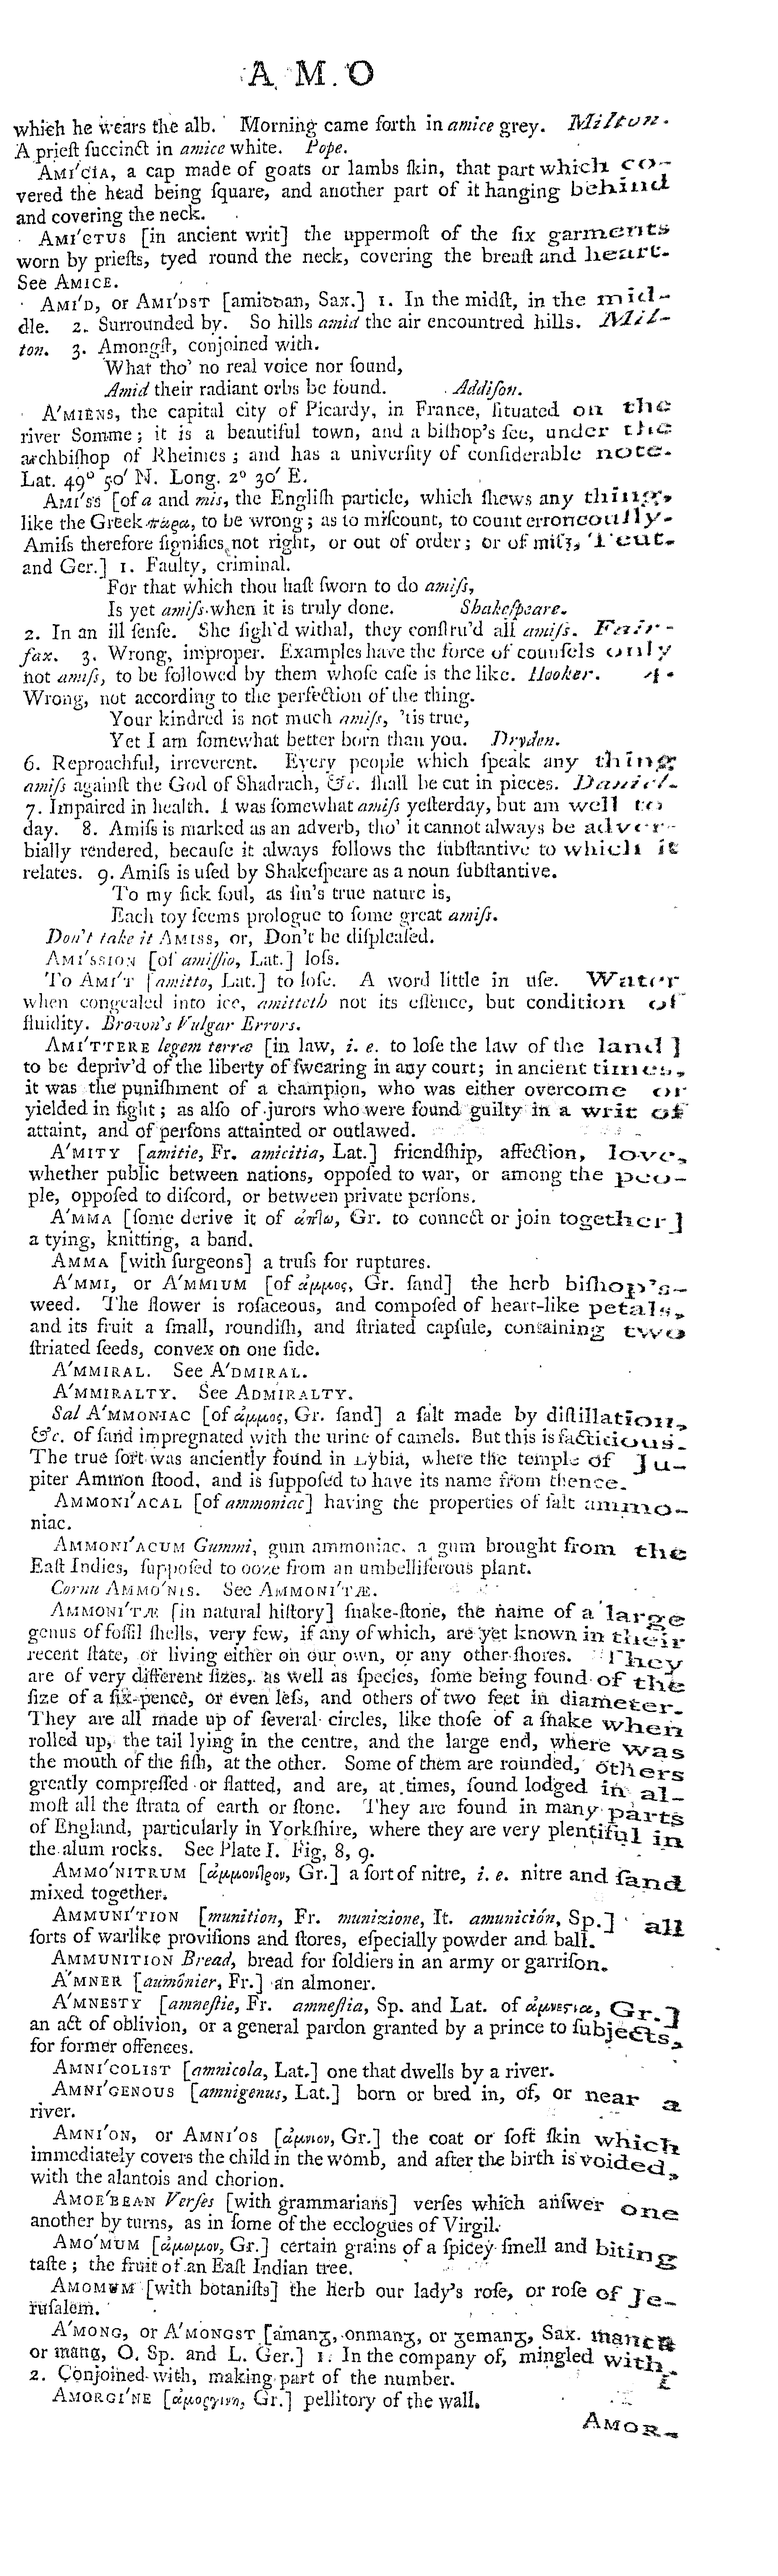 A M O
which he wears the alb. Morning came forth in amice grey. Milton.
A prieſt ſuccinct in amice white. Pope.
AMI′CIA, a cap made of goats or lambs ſkin, that part which co-
vered the head being ſquare, and another part of it hanging behind
and covering the neck.
AMI′CTUS [in ancient writ] the uppermoſt of the ſix garments
worn by prieſts, tyed round the neck, covering the breaſt and heart.
See AMICE.
AMI′D, or AMI′DST [amiððan, Sax.] 1. In the midſt, in the mid-
dle. 2. Surrounded by. So hills amid the air encountred hills. Mil-
ton. 3. Amongſt, conjoined with.
What tho' no real voice nor ſound,
Amid their radiant orbs be found. Addiſon.
A′MIENS, the capital city of Picardy, in France, ſituated on the
river Somme; it is a beautiful town, and a biſhop's ſee, under the
archbiſhop of Rheimes; and has a univerſity of conſiderable note.
Lat. 49° 50′ N. Long. 2° 30′ E.
AMI′SS [of a and mis, the Engliſh particle, which ſhews any thing,
like the Greek παρα, to be wrong; as to miſcount, to count erroneouſly.
Amiſs therefore ſignifies not right, or out of order; or of miſz, Teut.
and Ger.] 1. Faulty, criminal.
For that which thou haſt ſworn to do amiſs,
Is yet amiſs when it is truly done. Shakeſpeare.
2. In an ill ſenſe. She ſigh'd withal, they conſtru'd all amiſs. Fair-
fax. 3. Wrong, improper. Examples have the force of counſels only
not amiſs, to be followed by them whoſe caſe is the like. Hooker. 4.
Wrong, not according to the perfection of the thing.
Your kindred is not much amiſs, 'tis true,
Yet I am ſomewhat better born than you. Dryden.
6. Reproachful, irreverent. Every people which ſpeak any thing
amiſs againſt the God of Shadrach, &c. ſhall be cut in pieces. Daniel.
7. Impaired in health. I was ſomewhat amiſs yeſterday, but am well to
day. 8. Amiſs is marked as an adverb, tho' it cannot always be adver-
bially rendered, becauſe it always follows the ſubſtantive to which it
relates. 9. Amiſs is uſed by Shakeſpeare as a noun ſubſtantive.
To my ſick ſoul, as ſin's true nature is,
Each toy ſeems prologue to ſome great amiſs.
Don't take it AMISS, or, Don't be diſpleaſed.
AMI′SSION [of amiſſio, Lat.] loſs.
To AMI′T [amitto, Lat.] to loſe. A word little in uſe. Water
when congealed into ice, amitteth not its eſſence, but condition of
fluidity. Brown's Vulgar Errors.
AMI′TTERE legem terræ [in law, i. e. to loſe the law of the land]
to be depriv'd of the liberty of ſwearing in any court; in ancient times,
it was the puniſhment of a champion, who was either overcome or
yielded in fight; as alſo of jurors who were found guilty in a writ of
attaint, and of perſons attainted or outlawed.
A′MITY [amitie, Fr. amicitia, Lat.] friendſhip, affection, love,
whether public between nations, oppoſed to war, or among the peo-
ple, oppoſed to diſcord, or between private perſons.
A′MMA [ſome derive it of ἁπτω, Gr. to connect or join together]
a tying, knitting, a band.
AMMA [with ſurgeons] a truſs for ruptures.
A′MMI, or A′MMIUM [of ἀμμος, Gr. ſand] the herb biſhop's-
weed. The flower is roſaceous, and compoſed of heart-like petals,
and its fruit a ſmall, roundiſh, and ſtriated capſule, containing two
ſtriated ſeeds, convex on one ſide.
A′MMIRAL. See A′DMIRAL.
A′MMIRALTY. See ADMIRALTY.
Sal A′MMONIAC [of ἀμμος, Gr. ſand] a ſalt made by diſtillation,
&c. of ſand impregnated with the urine of camels. But this is factitious.
The true ſort was anciently found in Lybia, where the temple of Ju-
piter Ammon ſtood, and is ſuppoſed to have its name from thence.
AMMONI′ACAL [of ammoniac] having the properties of ſalt ammo-
niac.
AMMONI′ACUM Gummi, gum ammoniac, a gum brought from the
Eaſt Indies, ſuppoſed to ooze from an umbelliferous plant.
Cornu AMMO′NIS. See AMMONI′TÆ.
AMMONI′TÆ [in natural hiſtory] ſnake-ſtone, the name of a large
genus of foſſil ſhells, very few, if any of which, are yet known in their
recent ſtate, or living either on our own, or any other ſhores. They
are of very different ſizes, as well as ſpecies, ſome being found of the
ſize of a ſix-pence, or even leſs, and others of two feet in diameter.
They are all made up of ſeveral circles, like thoſe of a ſnake when
rolled up, the tail lying in the centre, and the large end, where was
the mouth of the fiſh, at the other. Some of them are rounded, others
greatly compreſſed or flatted, and are, at times, found lodged in al-
moſt all the ſtrata of earth or ſtone. They are found in many parts
of England, particularly in Yorkſhire, where they are very plentiful in
the alum rocks. See Plate I. Fig. 8, 9.
AMMO′NITRUM [ἀμμονιτρον, Gr.] a ſort of nitre, i. e. nitre and ſand
mixed together.
AMMUNI′TION [munition, Fr. munizione, It. amunición, Sp.] all
ſorts of warlike proviſions and ſtores, eſpecially powder and ball.
AMMUNITION Bread, bread for ſoldiers in an army or garriſon.
A′MNER [aumônier, Fr.] an almoner.
A′MNESTY [amneſtie, Fr. amneſtia, Sp. and Lat. of ἀμνεστια, Gr.]
an act of oblivion, or a general pardon granted by a prince to ſubjects,
for former offences.
AMNI′COLIST [amnicola, Lat.] one that dwells by a river.
AMNI′GENOUS [amnigenus, Lat.] born or bred in, of, or near a
river.
AMNI′ON, or AMNI′OS [ἀμνιον, Gr.] the coat or ſoft ſkin which
immediately covers the child in the womb, and after the birth is voided,
with the alantois and chorion.
AMOE′BEAN Verſes [with grammarians] verſes which anſwer one
another by turns, as in ſome of the ecclogues of Virgil.
AMO′MUM [ἀμωμον, Gr.] certain grains of a ſpicey ſmell and biting
taſte; the fruit of an Eaſt Indian tree.
AMOMUM [with botaniſts] the herb our lady's roſe, or roſe of Je-
ruſalem.
A′MONG, or A′MONGST [amang, onmanᵹ, or ᵹemanᵹ, Sax. manck
or mang, O. Sp. and L. Ger.] 1. In the company of, mingled with.
2. Conjoined with, making part of the number.
AMORGI′NE [ἀμοργινη, Gr.] pellitory of the wall.
AMOR-